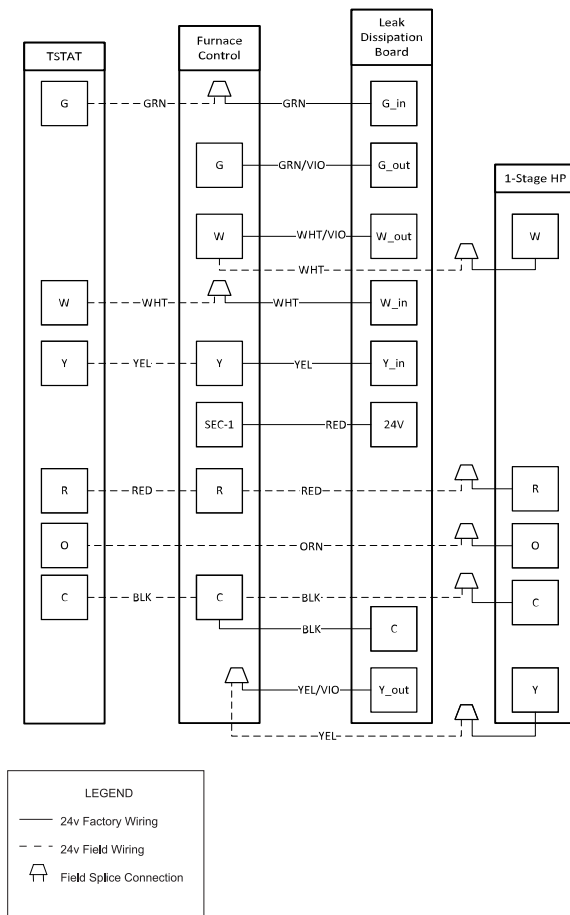 Leak
Dissipation
Board
Furnace
Control
TSTAT
G
GRN
GRN
G_in
G
GRN/VIO
G_out
1-Stage HP
W
WHT/VIO
W_out
W
WHT
W
WHT
WHT
W_in
Y
YEL
Y
YEL
Y_in
SEC-1
RED
24V
R
RED
R
RED
R
O
ORN
O
C
BLK
C
BLK
C
BLK
C
YEL/VIO
Y_out
Y
YEL
LEGEND
24v Factory Wiring
24v Field Wiring
Field Splice Connection